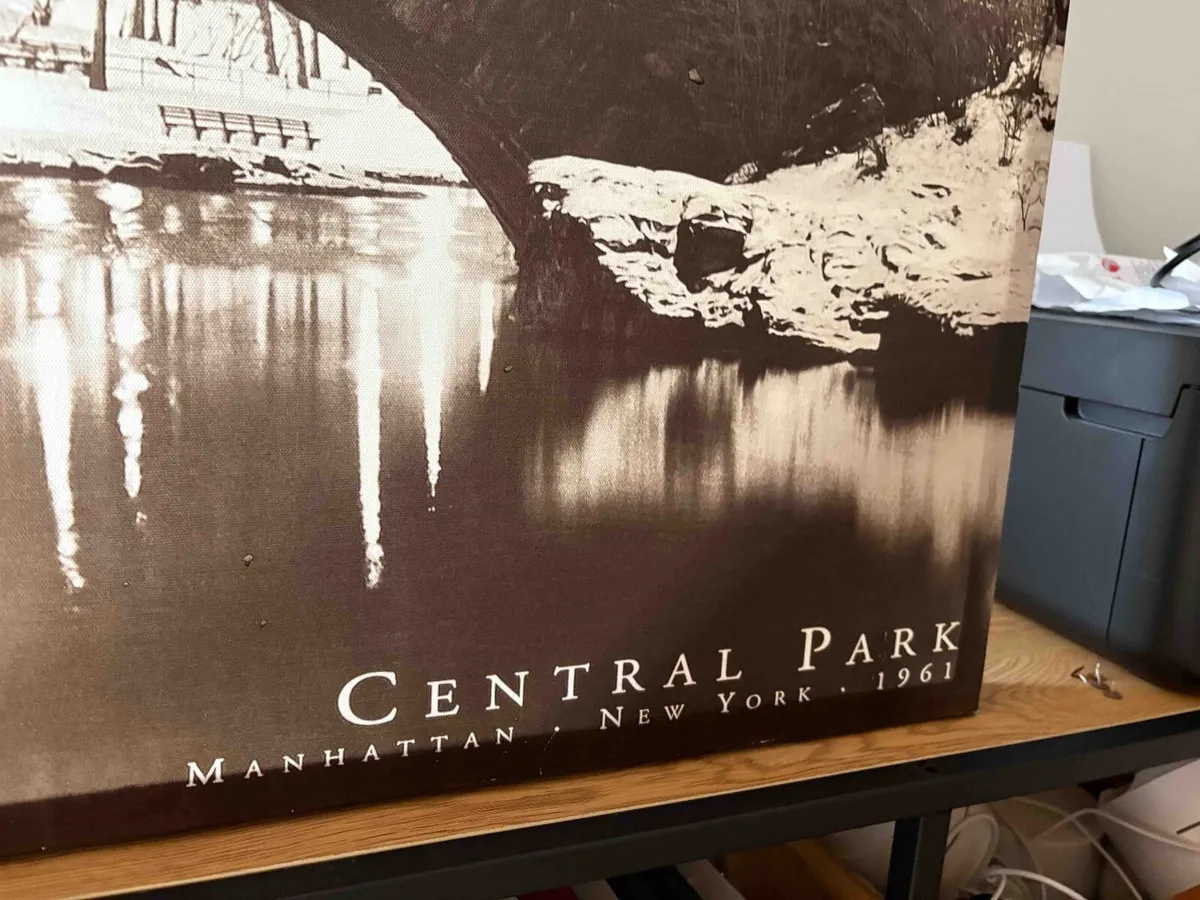 Central Park
Manhattan · New York · 1961